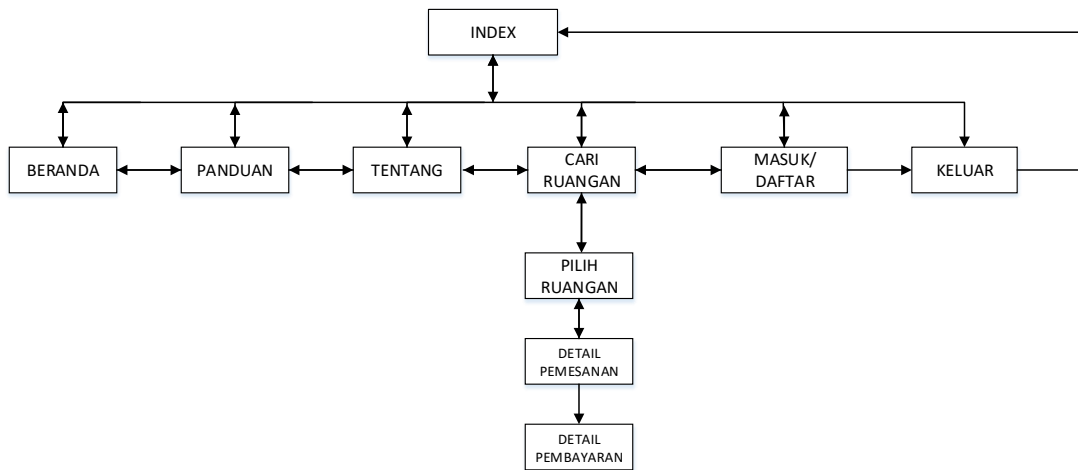 INDEX
BERANDA
PANDUAN
TENTANG
CARI
RUANGAN
MASUK/
DAFTAR
KELUAR
PILIH
RUANGAN
DETAIL
PEMESANAN
DETAIL
PEMBAYARAN